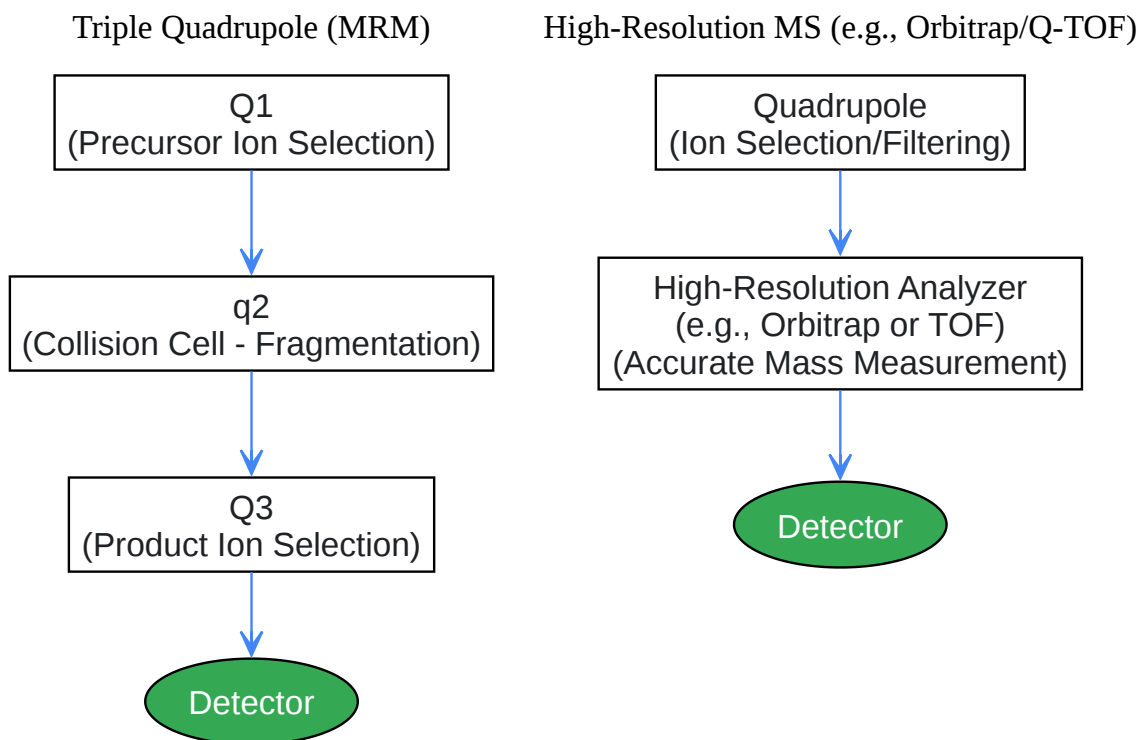 Triple Quadrupole (MRM)
Q1
(Precursor Ion Selection)
q2
(Collision Cell - Fragmentation)
Q3
(Product Ion Selection)
Detector
High-Resolution MS (e.g., Orbitrap/Q-TOF)
Quadrupole
(Ion Selection/Filtering)
High-Resolution Analyzer
(e.g., Orbitrap or TOF)
(Accurate Mass Measurement)
Detector